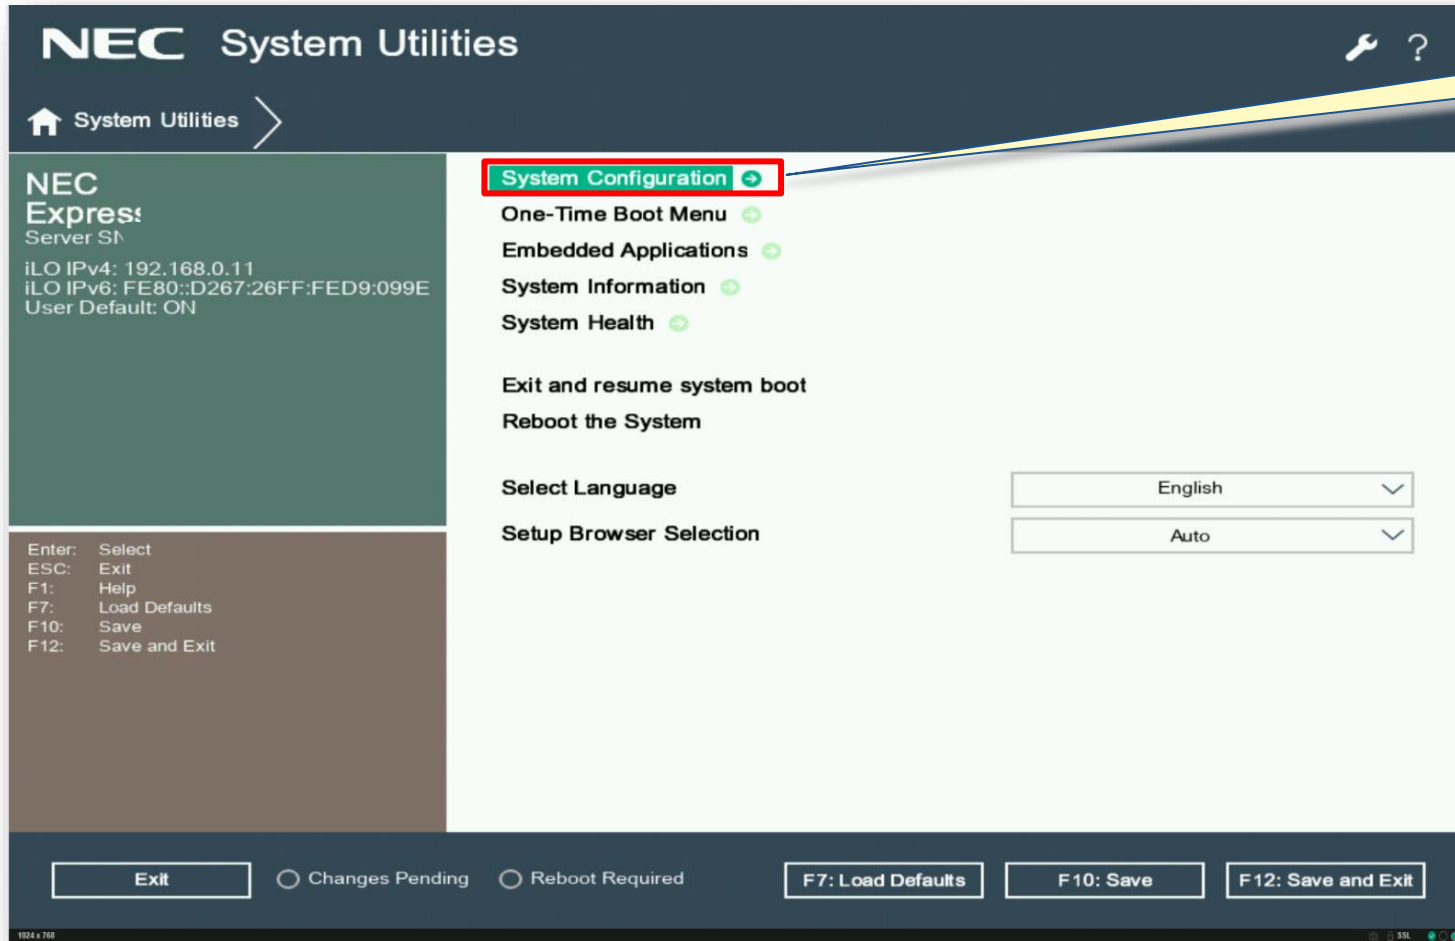 NEC System Utilities
?
System Utilities
NEC
Express
Server SN
iLO IPv4: 192.168.0.11
iLO IPv6: FE80::D267:26FF:FED9:099E
User Default: ON
Enter: Select
ESC: Exit
F1: Help
F7: Load Defaults
F10: Save
F12: Save and Exit
System Configuration
One-Time Boot Menu
Embedded Applications
System Information
System Health
Exit and resume system boot
Reboot the System
Select Language English
Setup Browser Selection Auto
Exit Changes Pending Reboot Required F7: Load Defaults F10: Save F12: Save and Exit
1024 x 768 SSL